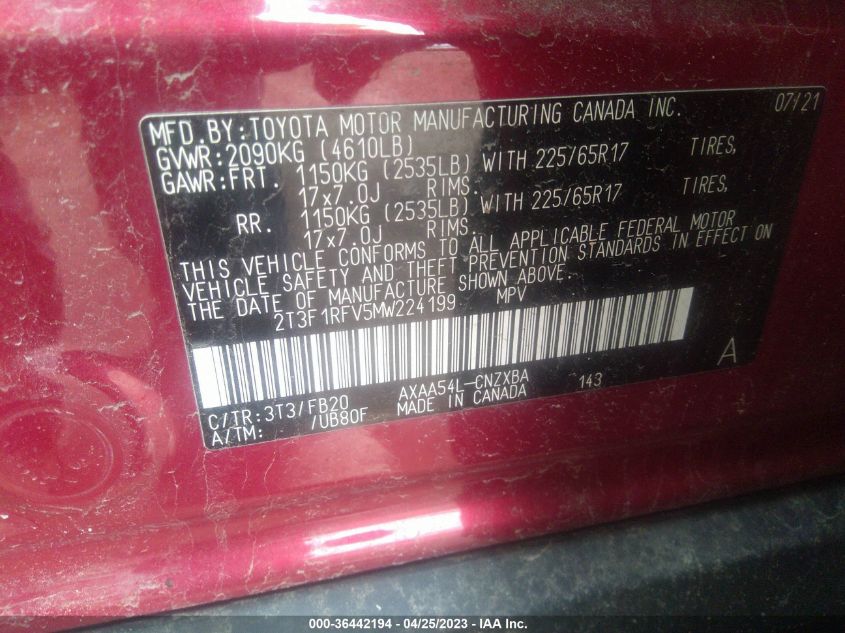 MFD. BY: TOYOTA MOTOR MANUFACTURING CANADA INC. 07/21
GVWR: 2090KG (4610LB)
GAWR: FRT. 1150KG (2535LB) WITH 225/65R17 TIRES,
17x7.0J RIMS.
RR. 1150KG (2535LB) WITH 225/65R17 TIRES,
17x7.0J RIMS.
THIS VEHICLE CONFORMS TO ALL APPLICABLE FEDERAL MOTOR
VEHICLE SAFETY AND THEFT PREVENTION STANDARDS IN EFFECT ON
THE DATE OF MANUFACTURE SHOWN ABOVE.
2T3F1RFV5MW224199 MPV
A
C/TR: 3T3/FB20 AXAA54L-CNZXBA 143
A/TM: /UB80F MADE IN CANADA
000-36442194 - 04/25/2023 - IAA Inc.